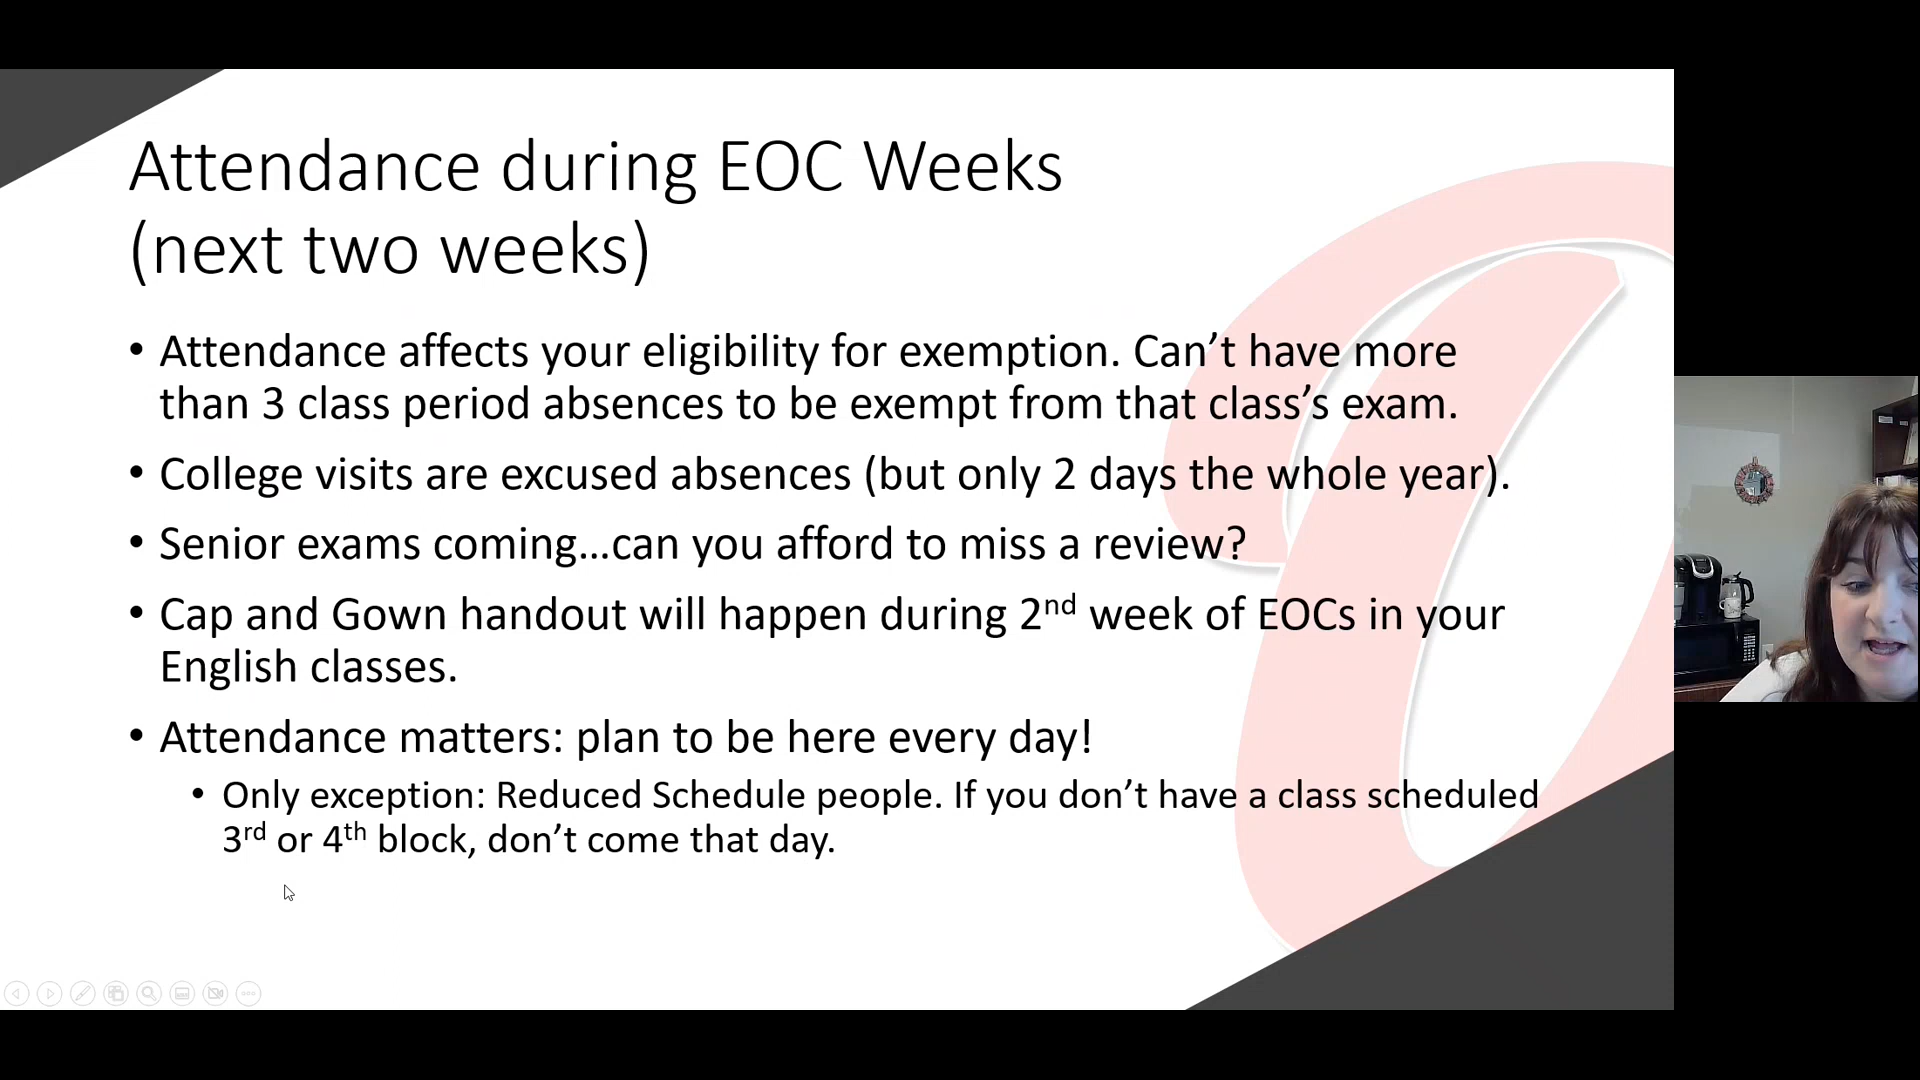 Attendance during EOC Weeks
(next two weeks)
• Attendance affects your eligibility for exemption. Can’t have more
than 3 class period absences to be exempt from that class’s exam.
• College visits are excused absences (but only 2 days the whole year).
• Senior exams coming…can you afford to miss a review?
• Cap and Gown handout will happen during 2nd week of EOCs in your
English classes.
• Attendance matters: plan to be here every day!
• Only exception: Reduced Schedule people. If you don’t have a class scheduled
3rd or 4th block, don’t come that day.